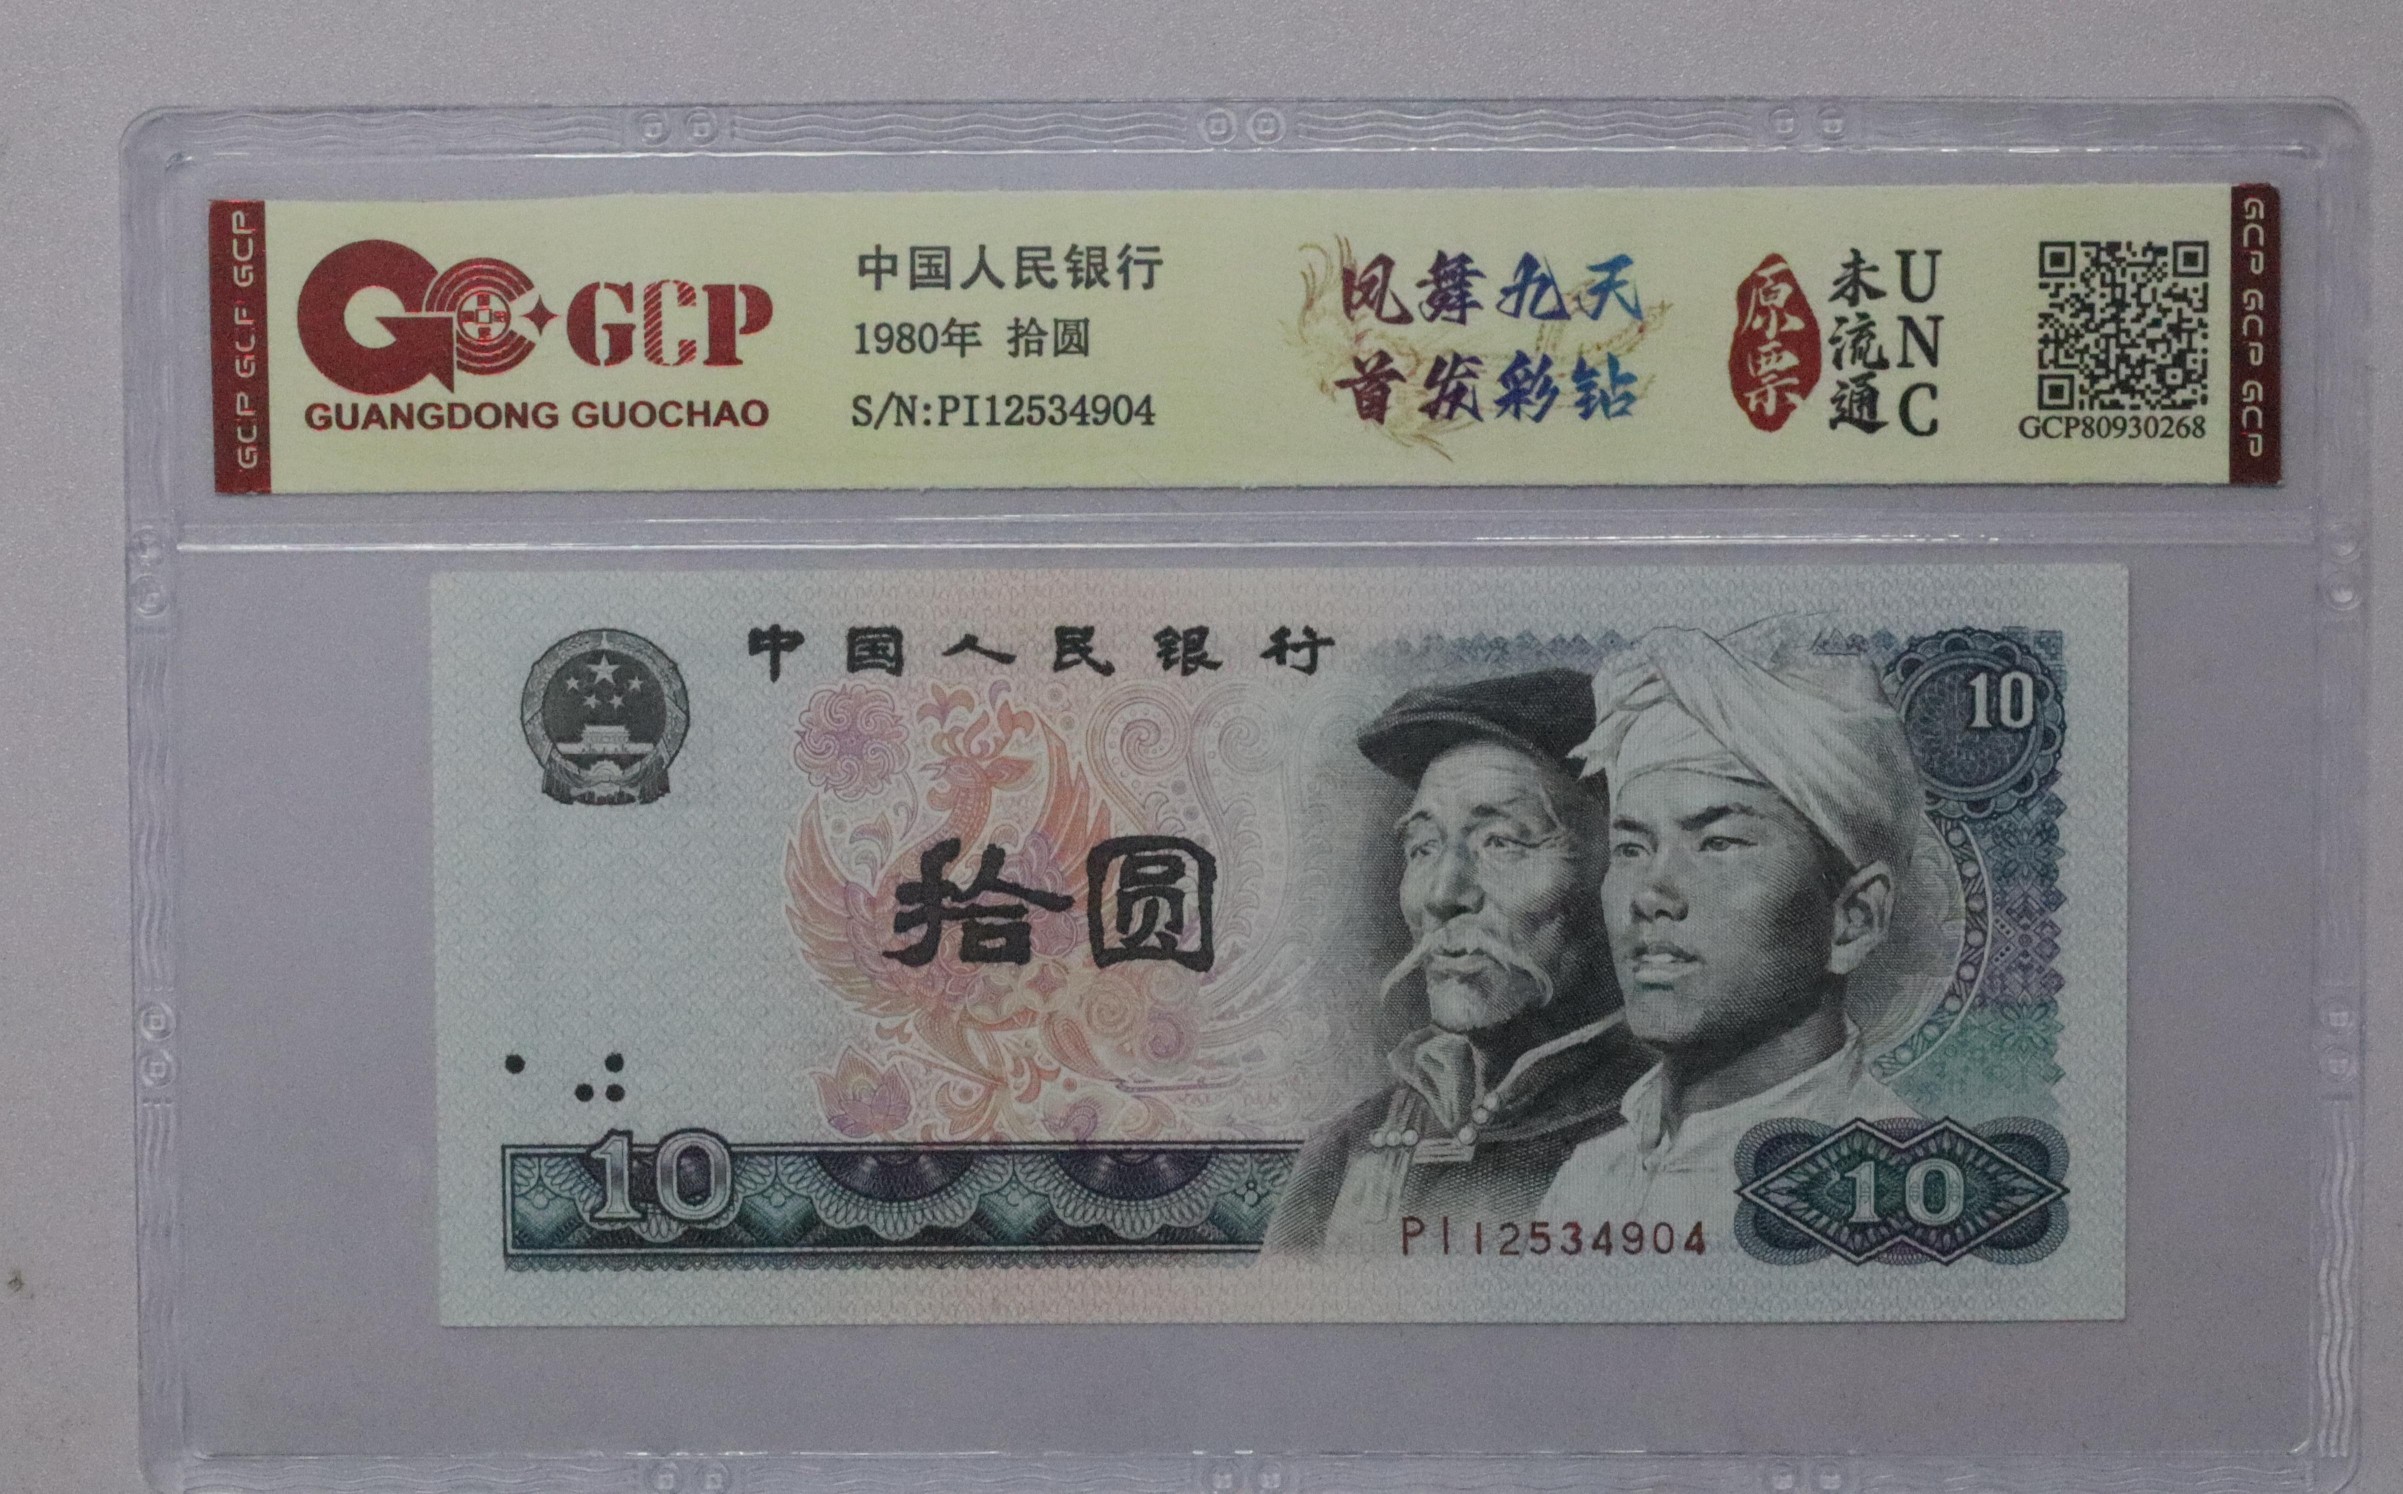 GCP GCP GCP
GCP
GUANGDONG GUOCHAO
中国人民银行
1980年 拾圆
S/N:PI12534904
凤舞九天
首发彩钻
原票
未流通
UNC
GCP80930268
GCP GCP GCP
中国人民银行
10
拾圆
10
PI12534904
10